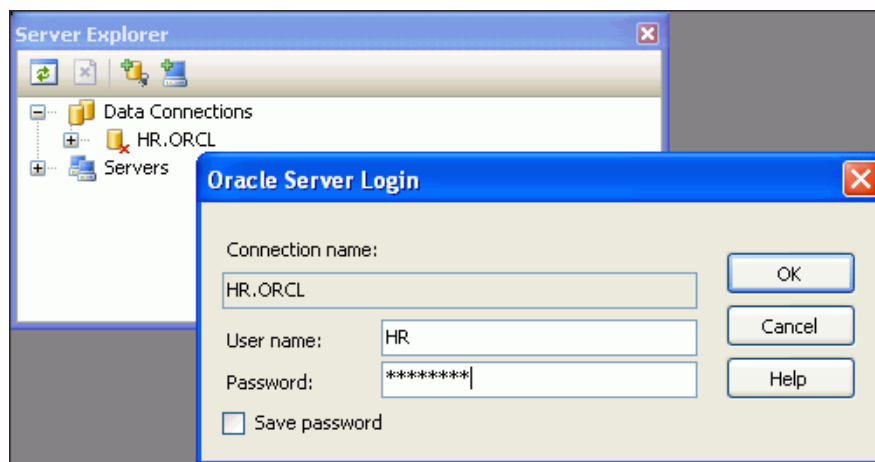 Server Explorer
Data Connections
HR.ORCL
Servers
Oracle Server Login
Connection name:
HR.ORCL
OK
User name:
HR
Cancel
Password:
********
Help
Save password